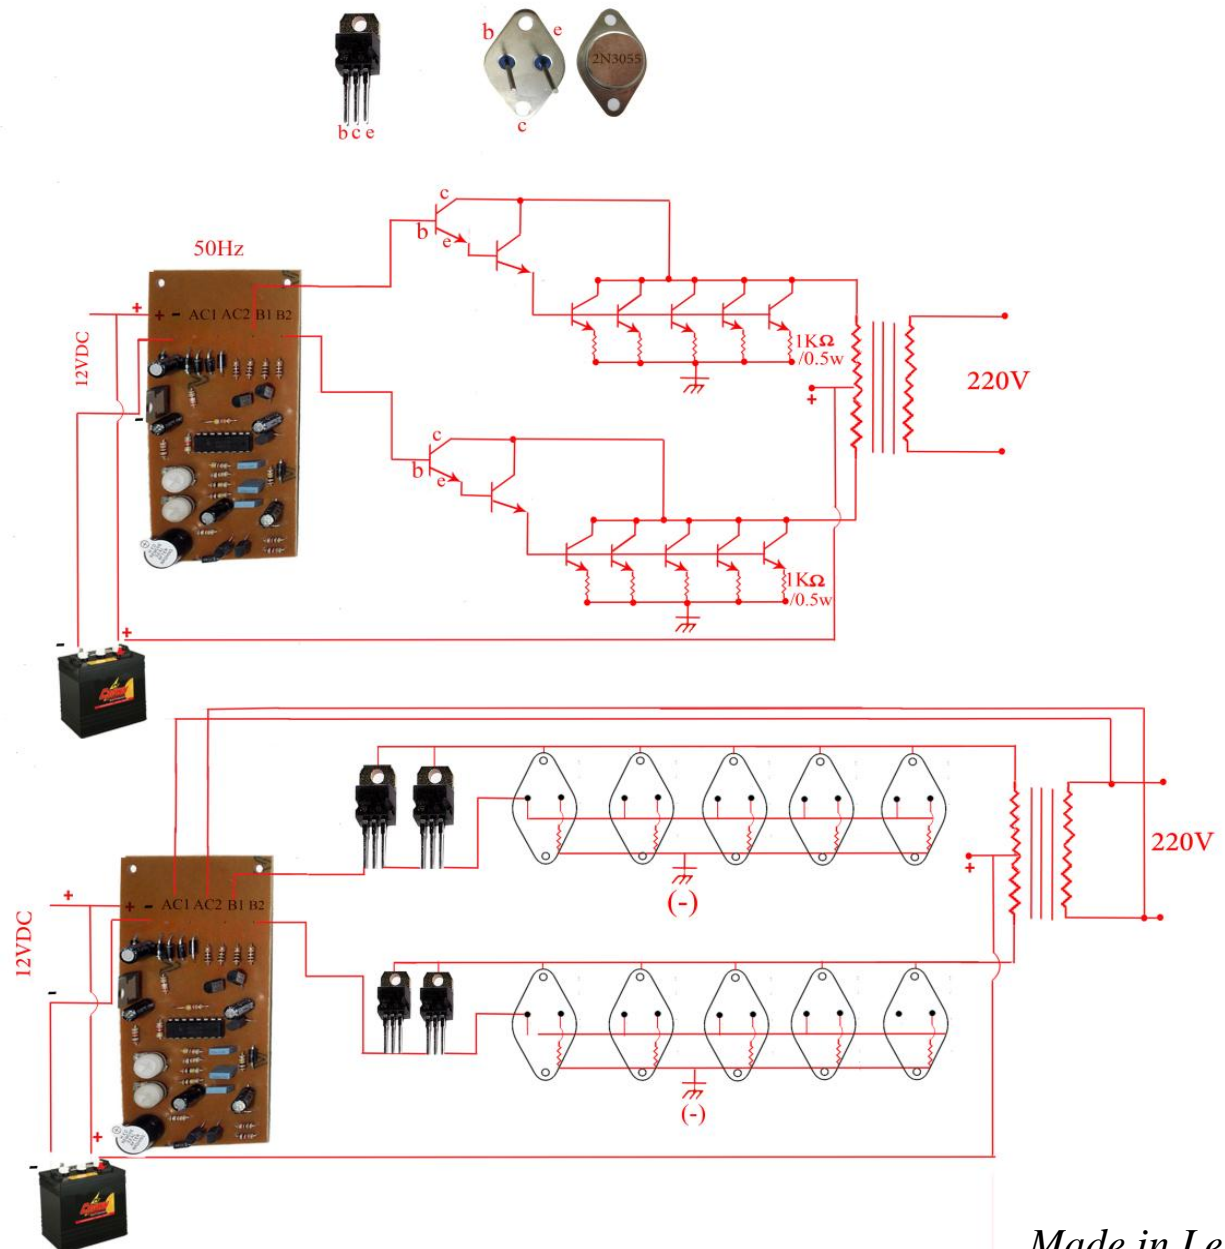 b
e
2N3055
b c e
c
c
b
e
50Hz
+
+ - AC1 AC2 B1 B2
12VDC
1KΩ
/0.5w
220V
+
-
c
b
e
1KΩ
/0.5w
-
+
220V
+
(-)
+
+ - AC1 AC2 B1 B2
12VDC
-
(-)
+
-
Made in Le